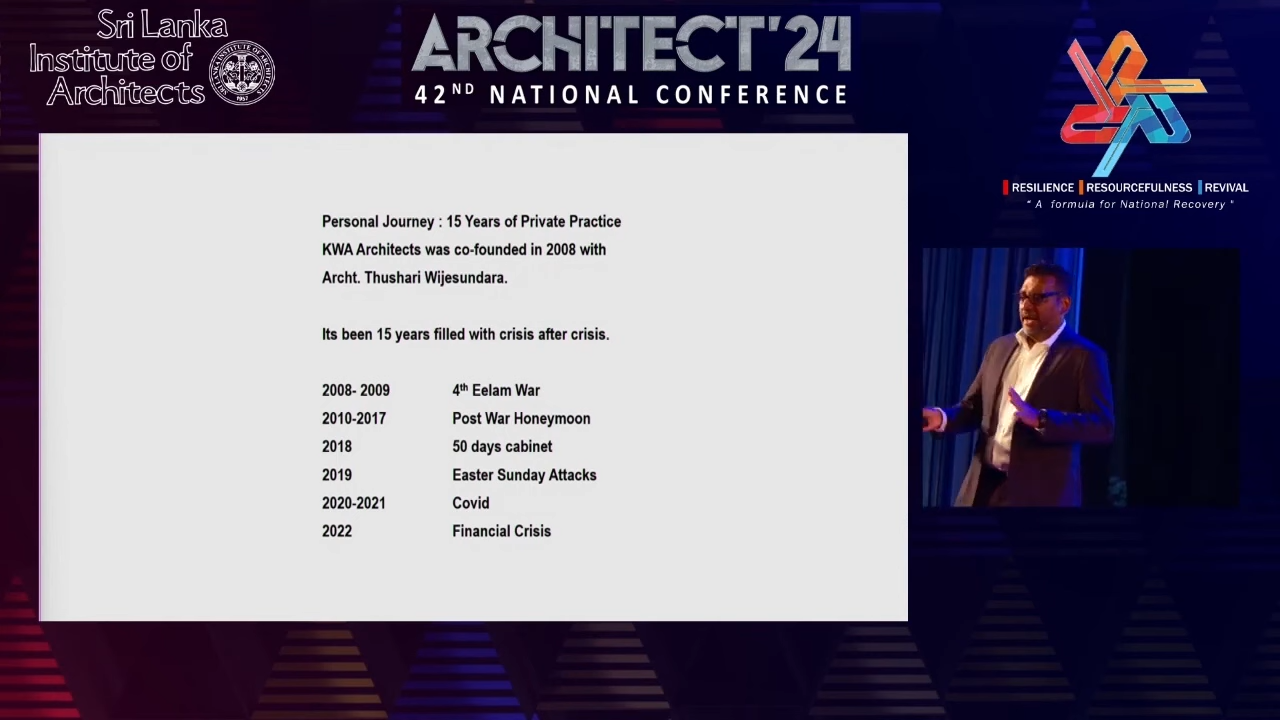 Sri Lanka
Institute of
Architects
ARCHITECT'24
42ND NATIONAL CONFERENCE
RESILIENCE RESOURCEFULNESS REVIVAL
" A formula for National Recovery "
Personal Journey : 15 Years of Private Practice
KWA Architects was co-founded in 2008 with
Archt. Thushari Wijesundara.
Its been 15 years filled with crisis after crisis.
2008- 2009 4th Eelam War
2010-2017 Post War Honeymoon
2018 50 days cabinet
2019 Easter Sunday Attacks
2020-2021 Covid
2022 Financial Crisis